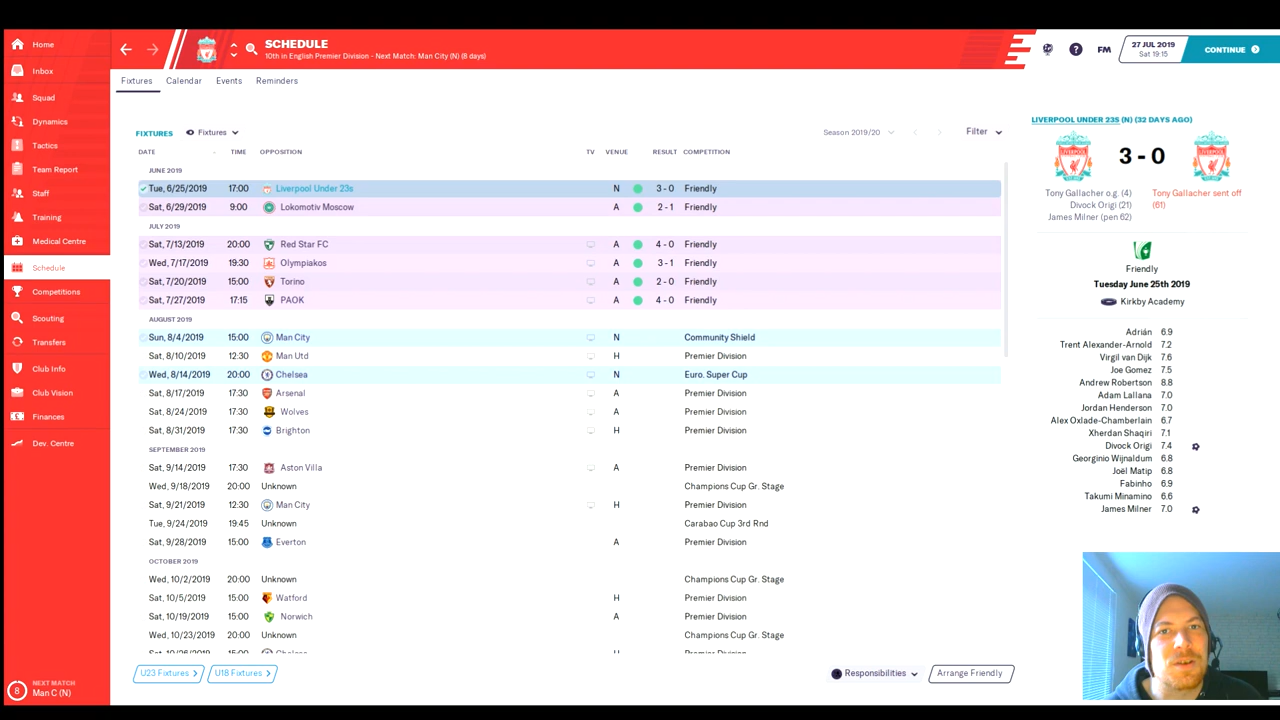 Home
Inbox
Squad
Dynamics
Tactics
Team Report
Staff
Training
Medical Centre
Schedule
Competitions
Scouting
Transfers
Club Info
Club Vision
Finances
Dev. Centre
8 NEXT MATCH
Man C (N)
SCHEDULE
10th in English Premier Division - Next Match: Man City (N) (8 days)
? FM
27 JUL 2019
Sat 19:15
CONTINUE
Fixtures Calendar Events Reminders
FIXTURES Fixtures Season 2019/20 Filter
DATE TIME OPPOSITION TV VENUE RESULT COMPETITION
JUNE 2019
Tue, 6/25/2019 17:00 Liverpool Under 23s N 3 - 0 Friendly
Sat, 6/29/2019 9:00 Lokomotiv Moscow A 2 - 1 Friendly
JULY 2019
Sat, 7/13/2019 20:00 Red Star FC A 4 - 0 Friendly
Wed, 7/17/2019 19:30 Olympiakos A 3 - 1 Friendly
Sat, 7/20/2019 15:00 Torino A 2 - 0 Friendly
Sat, 7/27/2019 17:15 PAOK A 4 - 0 Friendly
AUGUST 2019
Sun, 8/4/2019 15:00 Man City N Community Shield
Sat, 8/10/2019 12:30 Man Utd H Premier Division
Wed, 8/14/2019 20:00 Chelsea N Euro. Super Cup
Sat, 8/17/2019 17:30 Arsenal A Premier Division
Sat, 8/24/2019 17:30 Wolves A Premier Division
Sat, 8/31/2019 17:30 Brighton H Premier Division
SEPTEMBER 2019
Sat, 9/14/2019 17:30 Aston Villa A Premier Division
Wed, 9/18/2019 20:00 Unknown Champions Cup Gr. Stage
Sat, 9/21/2019 12:30 Man City H Premier Division
Tue, 9/24/2019 19:45 Unknown Carabao Cup 3rd Rnd
Sat, 9/28/2019 15:00 Everton A Premier Division
OCTOBER 2019
Wed, 10/2/2019 20:00 Unknown Champions Cup Gr. Stage
Sat, 10/5/2019 15:00 Watford H Premier Division
Sat, 10/19/2019 15:00 Norwich A Premier Division
Wed, 10/23/2019 20:00 Unknown Champions Cup Gr. Stage
U23 Fixtures U18 Fixtures Responsibilities Arrange Friendly
LIVERPOOL UNDER 23S (N) (32 DAYS AGO)
3 - 0
Tony Gallacher o.g. (4)
Divock Origi (21)
James Milner (pen 62)
Tony Gallacher sent off
(61)
Friendly
Tuesday June 25th 2019
Kirkby Academy
Adrián 6.9
Trent Alexander-Arnold 7.2
Virgil van Dijk 7.6
Joe Gomez 7.5
Andrew Robertson 8.8
Adam Lallana 7.0
Jordan Henderson 7.0
Alex Oxlade-Chamberlain 6.7
Xherdan Shaqiri 7.1
Divock Origi 7.4
Georginio Wijnaldum 6.8
Joël Matip 6.8
Fabinho 6.9
Takumi Minamino 6.6
James Milner 7.0